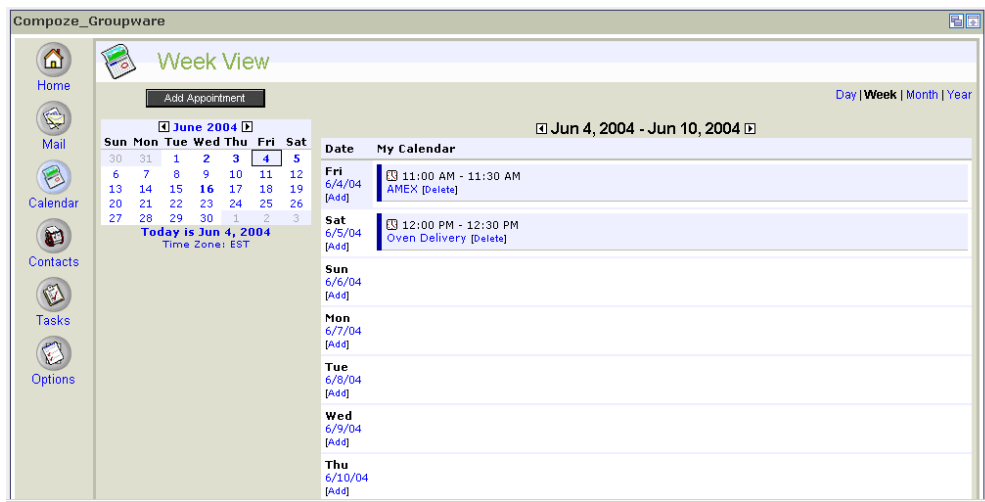 Compoze_Groupware
Home
Mail
Calendar
Contacts
Tasks
Options
Week View
Add Appointment
Day | Week | Month | Year
June 2004
Sun Mon Tue Wed Thu Fri Sat
30 31 1 2 3 4 5
6 7 8 9 10 11 12
13 14 15 16 17 18 19
20 21 22 23 24 25 26
27 28 29 30 1 2 3
Today is Jun 4, 2004
Time Zone: EST
Jun 4, 2004 - Jun 10, 2004
Date My Calendar
Fri
6/4/04
[Add]
11:00 AM - 11:30 AM
AMEX [Delete]
Sat
6/5/04
[Add]
12:00 PM - 12:30 PM
Oven Delivery [Delete]
Sun
6/6/04
[Add]
Mon
6/7/04
[Add]
Tue
6/8/04
[Add]
Wed
6/9/04
[Add]
Thu
6/10/04
[Add]